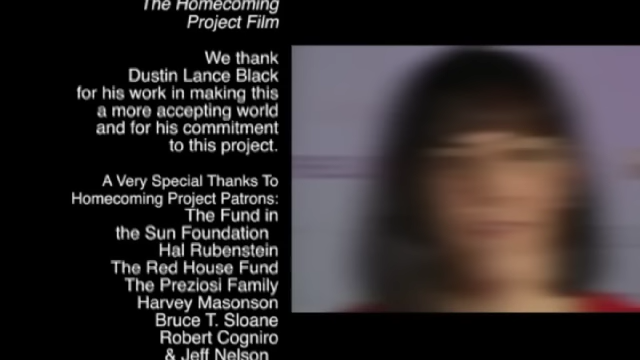 The Homecoming
Project Film
We thank
Dustin Lance Black
for his work in making this
a more accepting world
and for his commitment
to this project.
A Very Special Thanks To
Homecoming Project Patrons:
The Fund in
the Sun Foundation
Hal Rubenstein
The Red House Fund
The Preziosi Family
Harvey Masonson
Bruce T. Sloane
Robert Cogniro
& Jeff Nelson